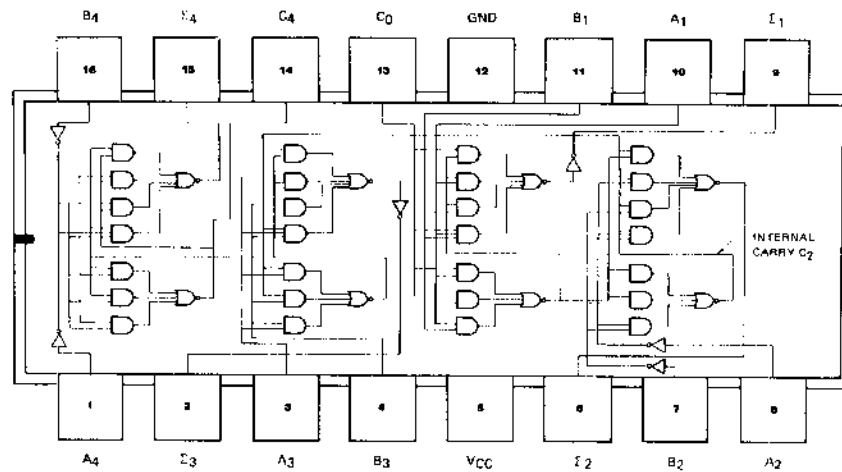 B4 Σ4 C4 C0 GND B1 A1 Σ1
16 15 14 13 12 11 10 9
INTERNAL
CARRY C2
1 2 3 4 5 6 7 8
A4 Σ3 A3 B3 VCC Σ2 B2 A2